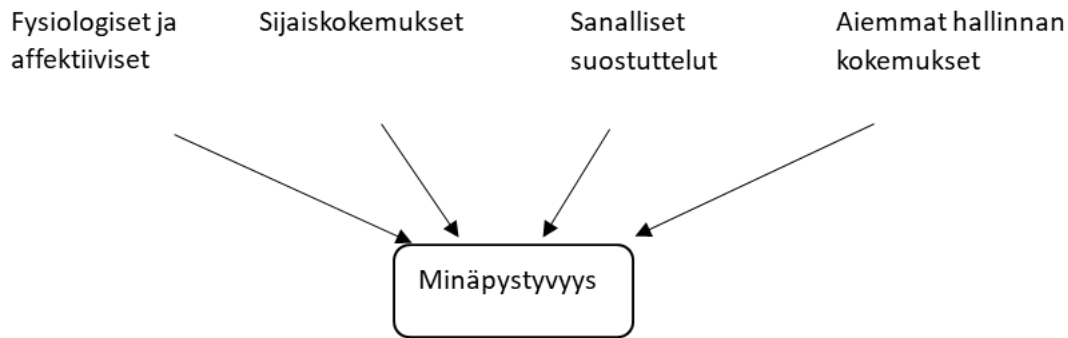 Fysiologiset ja
affektiiviset
Sijaiskokemukset
Sanalliset
suostuttelut
Aiemmat hallinnan
kokemukset
Minäpystyvyys